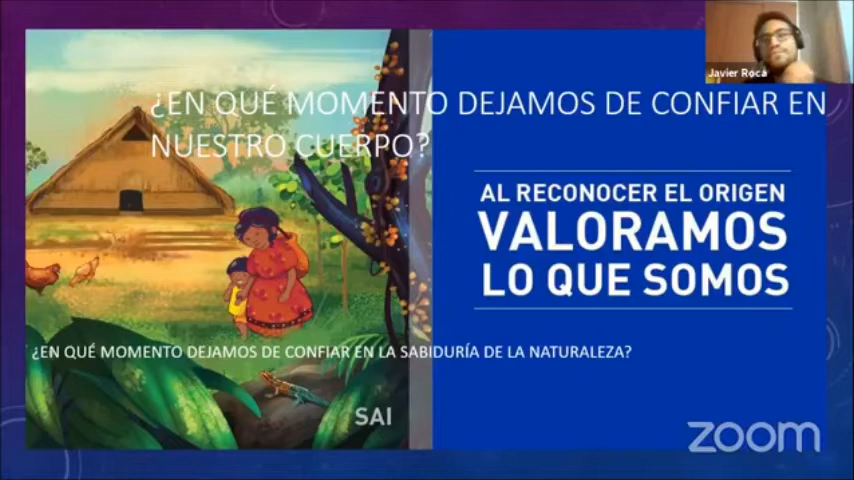 Javier Roca
¿EN QUÉ MOMENTO DEJAMOS DE CONFIAR EN
NUESTRO CUERPO?
AL RECONOCER EL ORIGEN
VALORAMOS
LO QUE SOMOS
¿EN QUÉ MOMENTO DEJAMOS DE CONFIAR EN LA SABIDURÍA DE LA NATURALEZA?
SAI
zoom